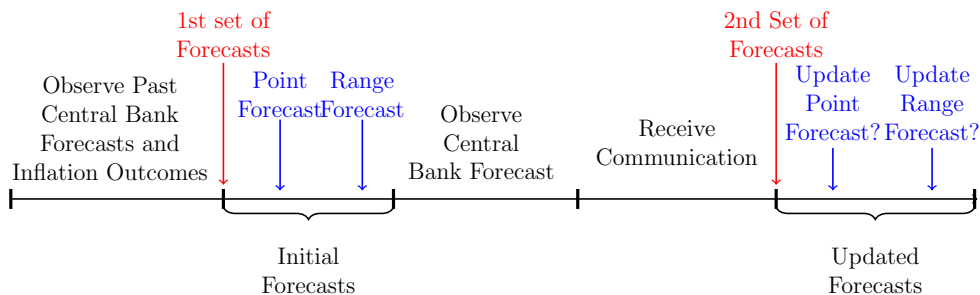 1st set of
Forecasts
2nd Set of
Forecasts
Observe Past
Central Bank
Forecasts and
Inflation Outcomes
Point
Forecast
Range
Forecast
Observe
Central
Bank Forecast
Receive
Communication
Update
Point
Forecast?
Update
Range
Forecast?
Initial
Forecasts
Updated
Forecasts